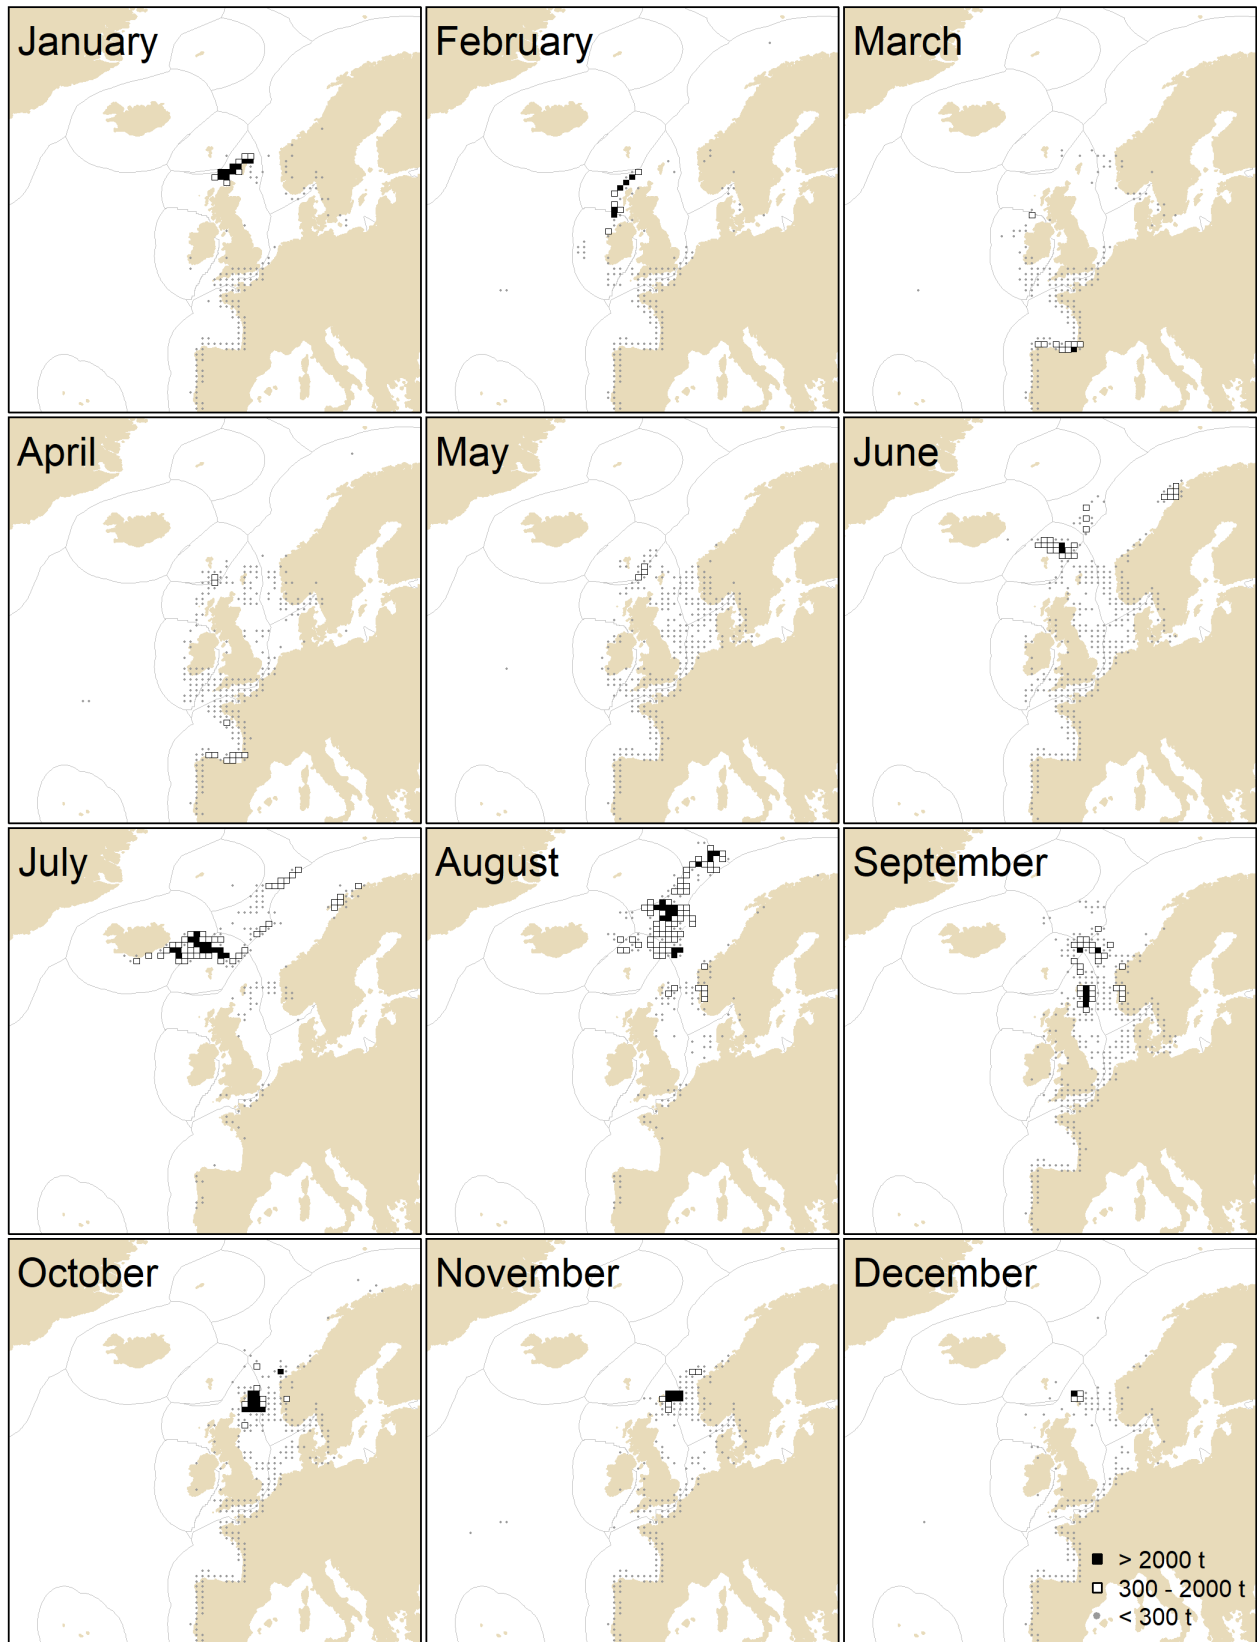 January
February
March
April
May
June
July
August
September
October
November
December
> 2000 t
300 - 2000 t
< 300 t